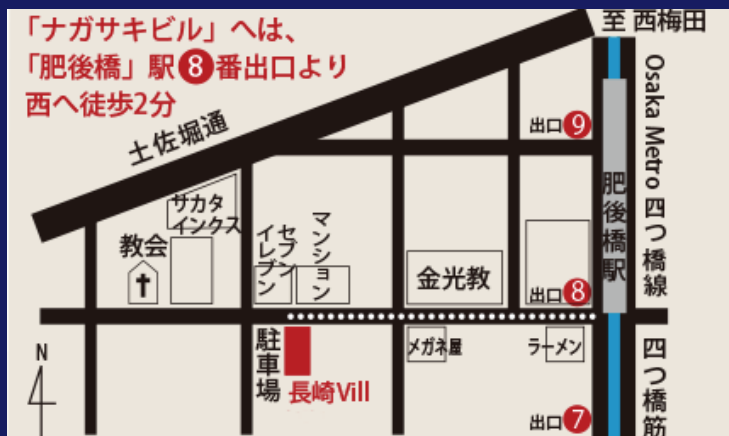 「ナガサキビル」へは、
「肥後橋」駅8番出口より
西へ徒歩2分
至 西梅田
土佐堀通
出口9
Osaka Metro 四つ橋線
肥後橋駅
サカタ
インクス
教会
セブン
イレブン
マンション
金光教
出口8
N
駐車場
長崎Vill
メガネ屋
ラーメン
四つ橋筋
出口7